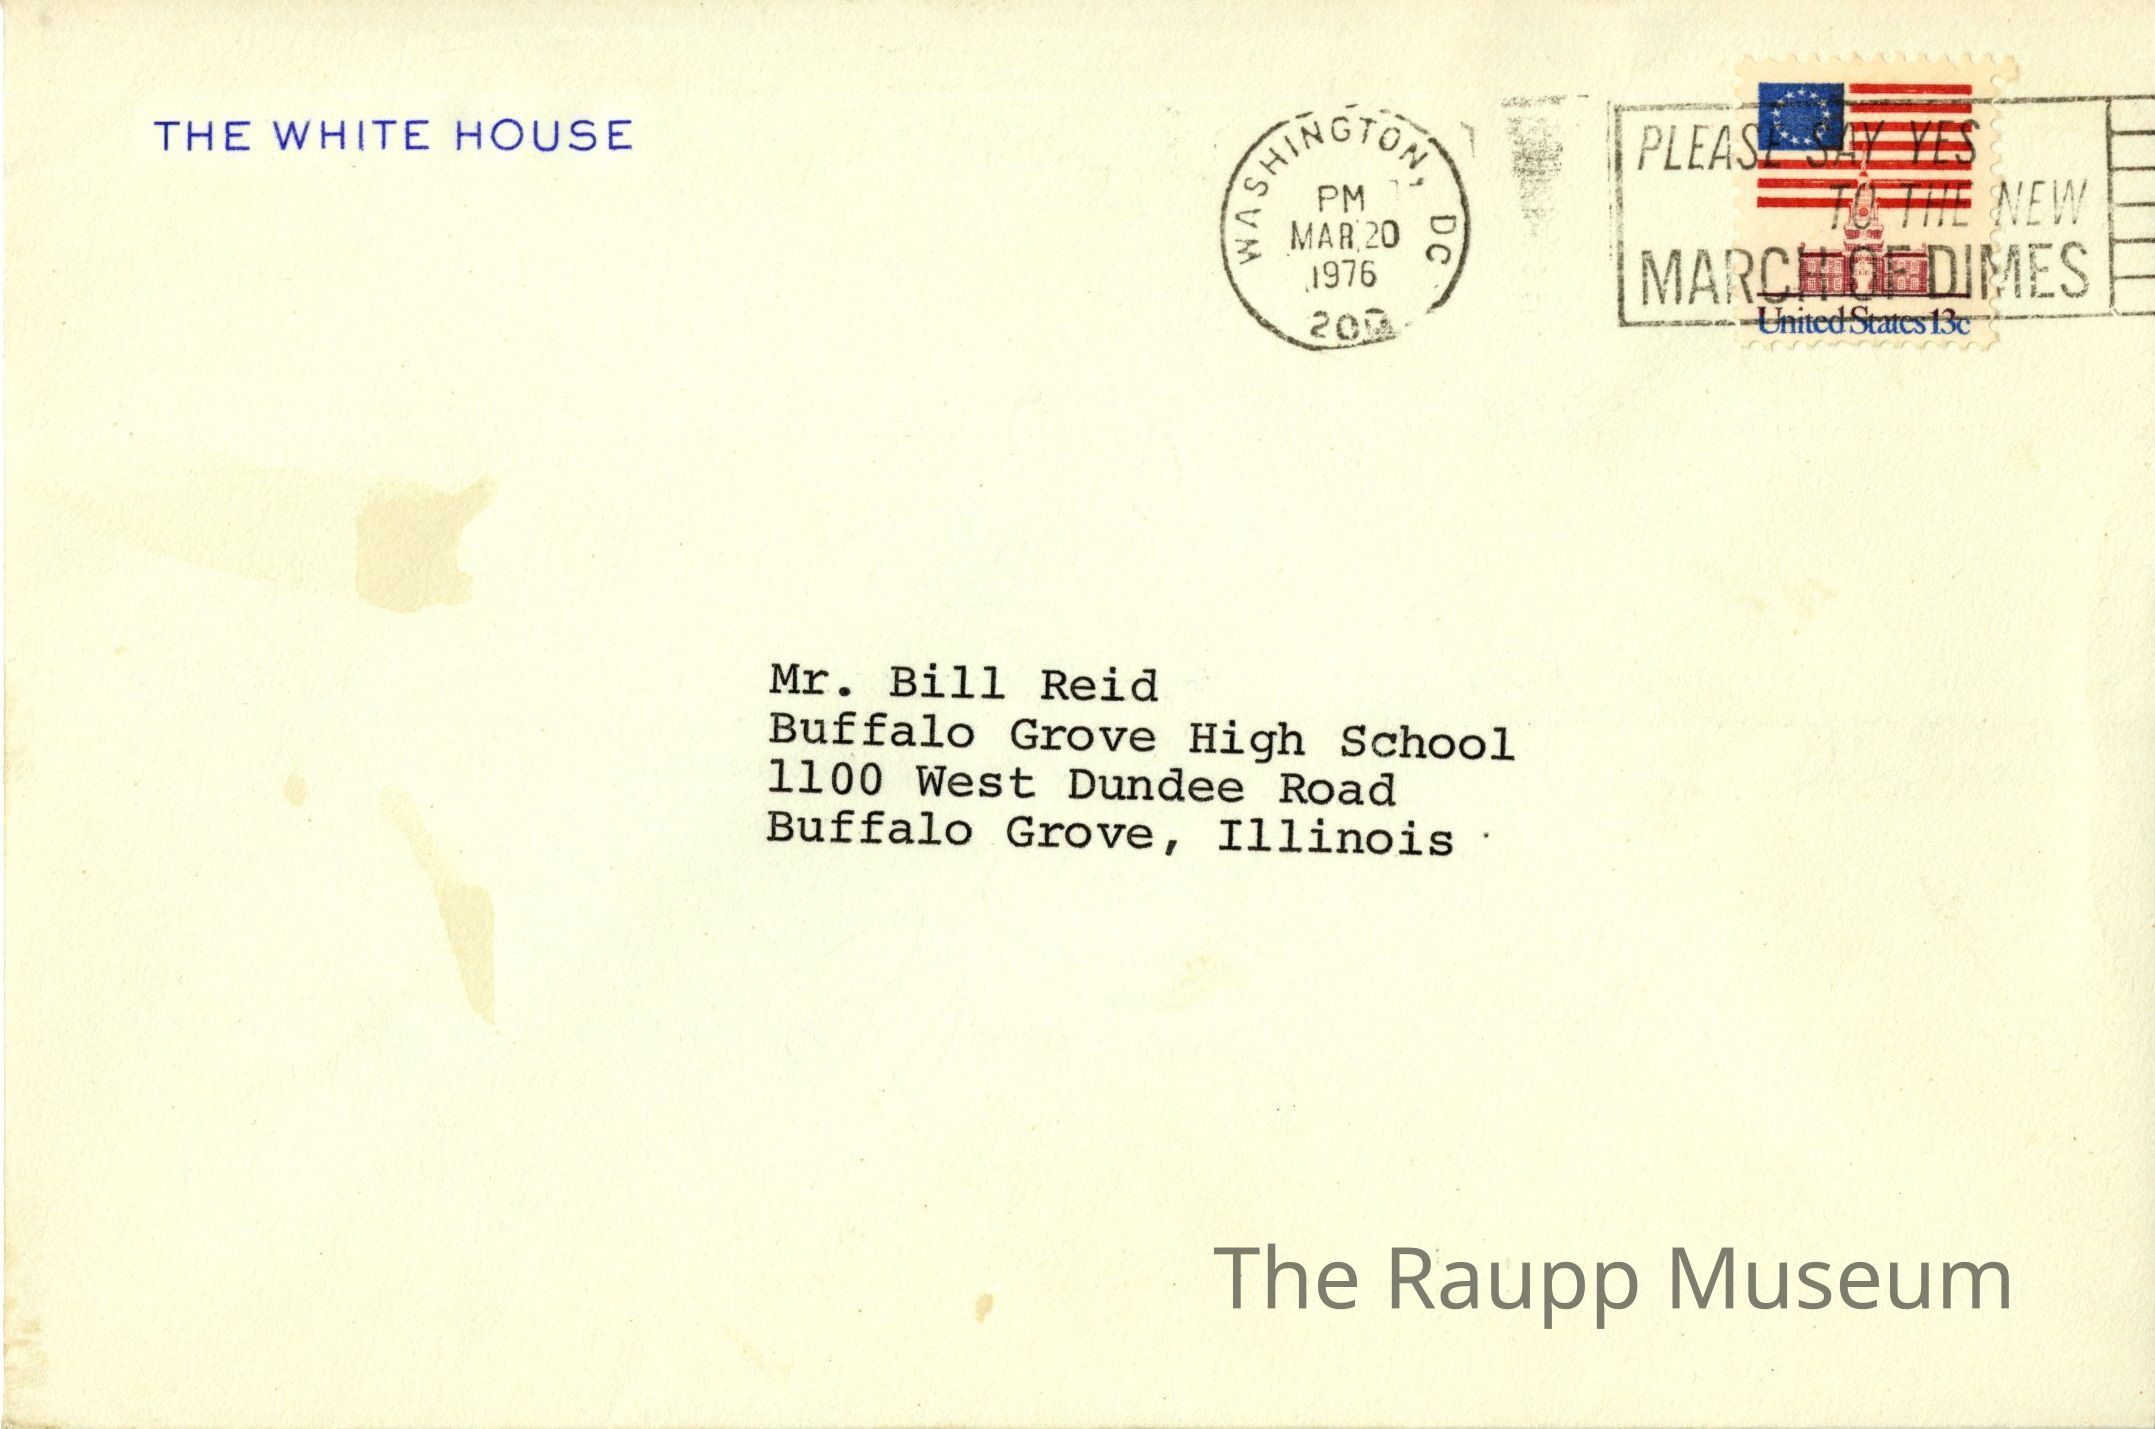 THE WHITE HOUSE
WASHINGTON, DC
PM
MAR 20
1976
PLEASE SAY YES
TO THE NEW
MARCH OF DIMES
United States 13c
Mr. Bill Reid
Buffalo Grove High School
1100 West Dundee Road
Buffalo Grove, Illinois
The Raupp Museum